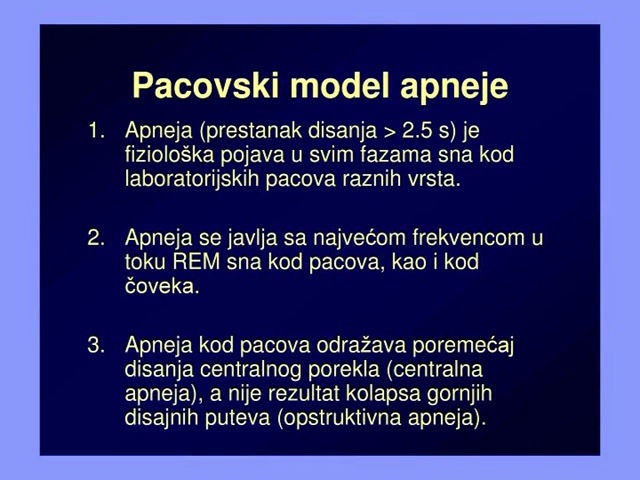 Pacovski model apneje
1. Apneja (prestanak disanja > 2.5 s) je
fiziološka pojava u svim fazama sna kod
laboratorijskih pacova raznih vrsta.
2. Apneja se javlja sa najvećom frekvencom u
toku REM sna kod pacova, kao i kod
čoveka.
3. Apneja kod pacova odražava poremećaj
disanja centralnog porekla (centralna
apneja), a nije rezultat kolapsa gornjih
disajnih puteva (opstruktivna apneja).